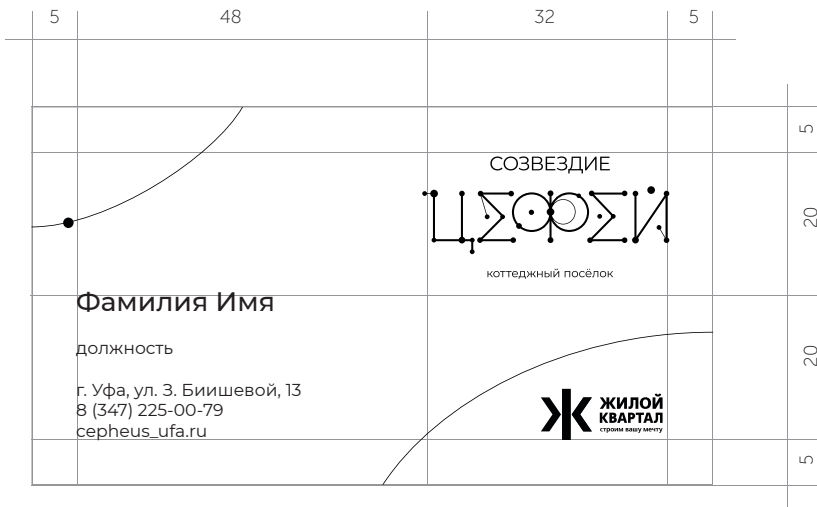 5 48 32 5
СОЗВЕЗДИЕ
ЦЕФЕЙ
коттеджный посёлок
Фамилия Имя
должность
г. Уфа, ул. З. Биишевой, 13
8 (347) 225-00-79
cepheus_ufa.ru
ЖИЛОЙ
КВАРТАЛ
строим вашу мечту
5
20
20
5